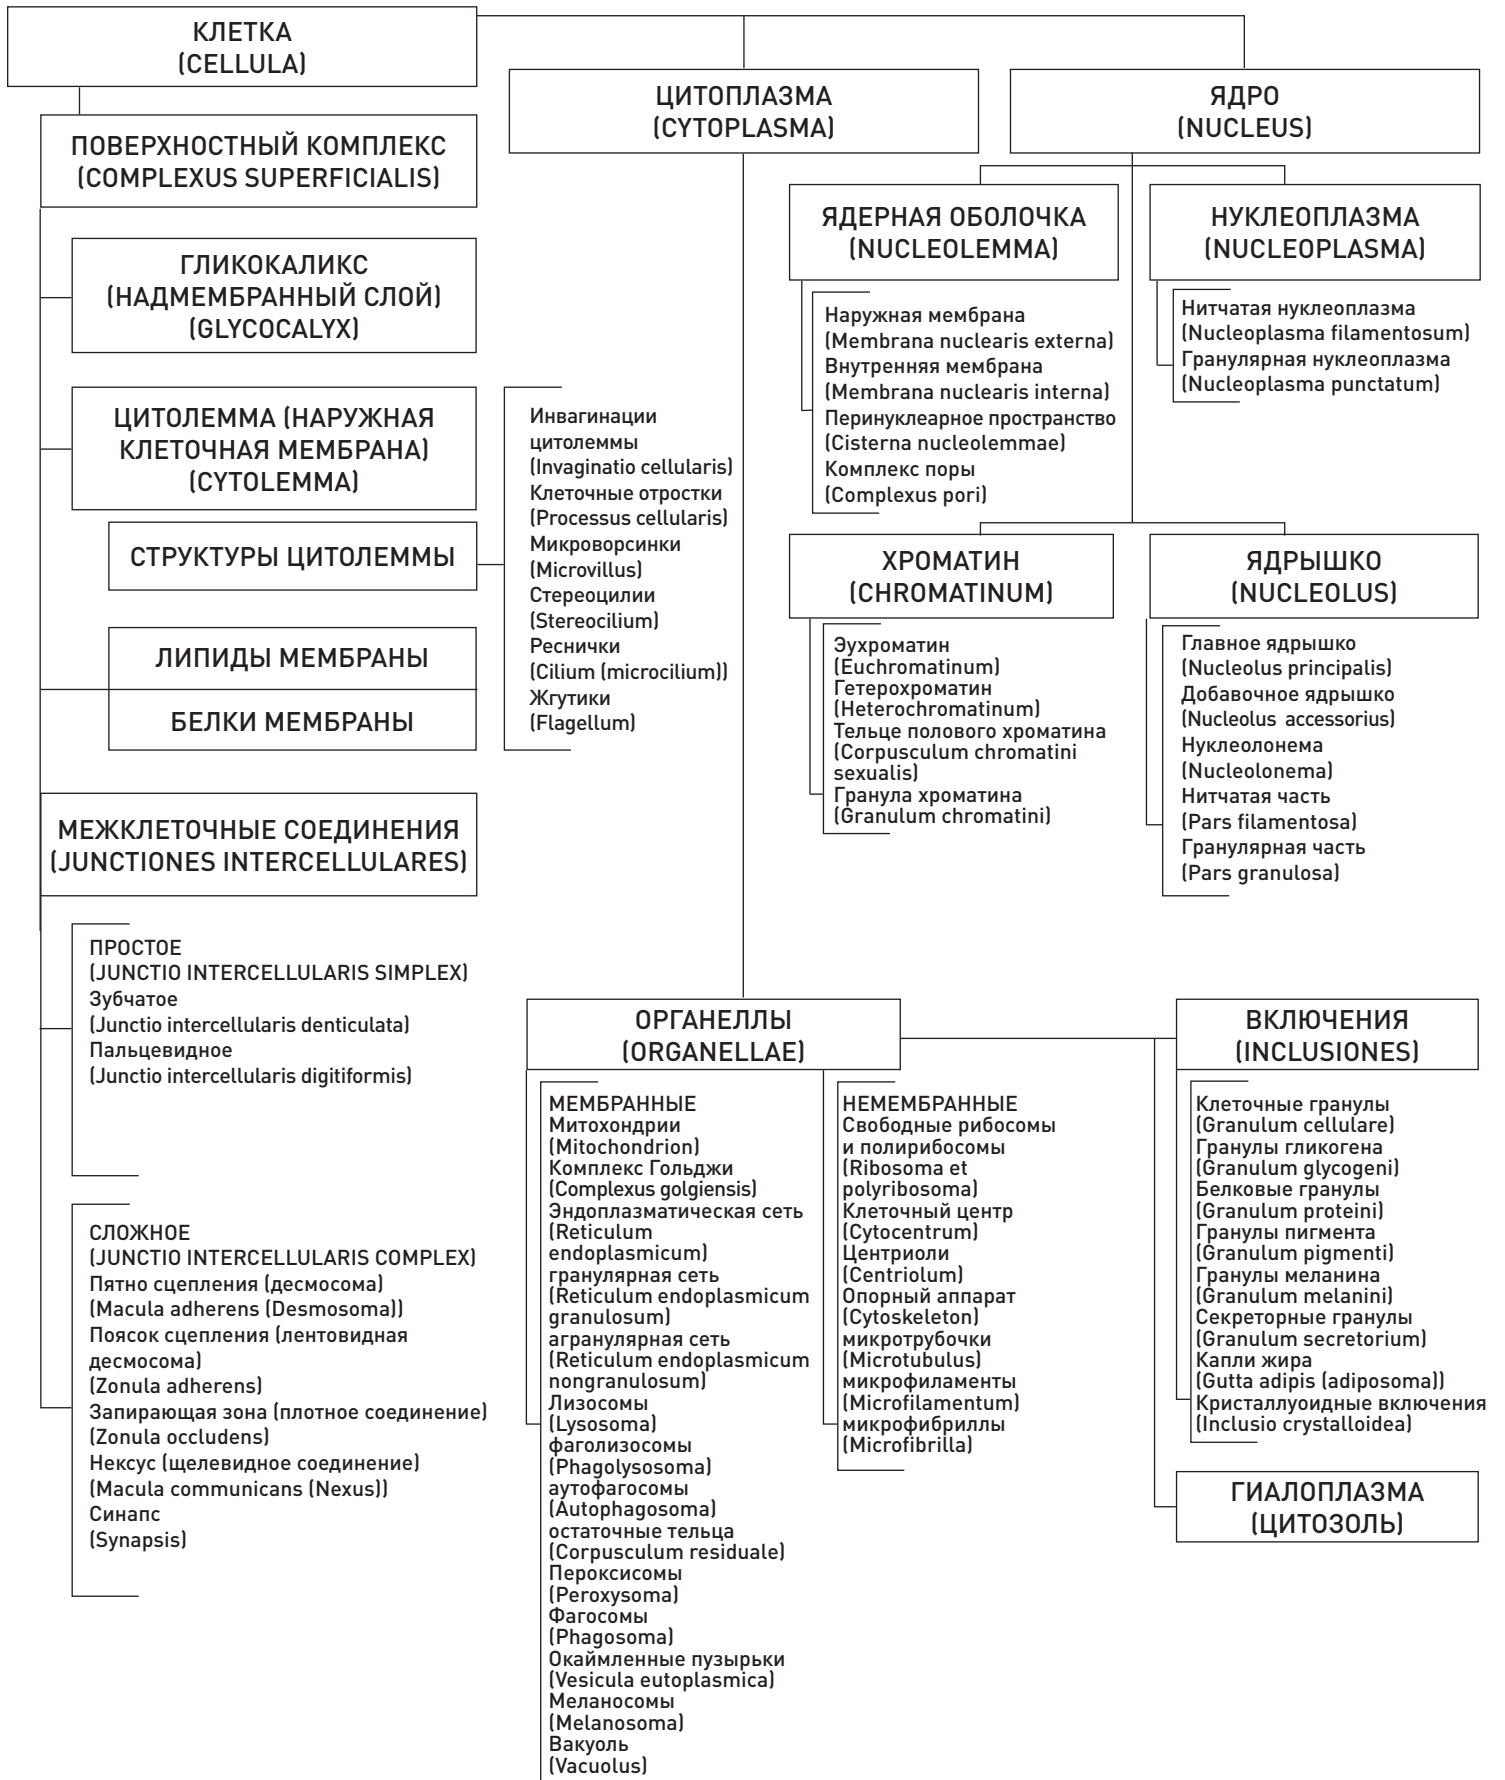 КЛЕТКА
(CELLULA)
ПОВЕРХНОСТНЫЙ КОМПЛЕКС
(COMPLEXUS SUPERFICIALIS)
ГЛИКОКАЛИКС
(НАДМЕМБРАННЫЙ СЛОЙ)
(GLYCOCALYX)
ЦИТОЛЕММА (НАРУЖНАЯ
КЛЕТОЧНАЯ МЕМБРАНА)
(CYTOLEMMA)
СТРУКТУРЫ ЦИТОЛЕММЫ
Инвагинации
цитолеммы
(Invaginatio cellularis)
Клеточные отростки
(Processus cellularis)
Микроворсинки
(Microvillus)
Стереоцилии
(Stereocilium)
Реснички
(Cilium (microcilium))
Жгутики
(Flagellum)
ЛИПИДЫ МЕМБРАНЫ
БЕЛКИ МЕМБРАНЫ
МЕЖКЛЕТОЧНЫЕ СОЕДИНЕНИЯ
(JUNCTIONES INTERCELLULARES)
ПРОСТОЕ
(JUNCTIO INTERCELLULARIS SIMPLEX)
Зубчатое
(Junctio intercellularis denticulata)
Пальцевидное
(Junctio intercellularis digitiformis)
СЛОЖНОЕ
(JUNCTIO INTERCELLULARIS COMPLEX)
Пятно сцепления (десмосома)
(Macula adherens (Desmosoma))
Поясок сцепления (лентовидная
десмосома)
(Zonula adherens)
Запирающая зона (плотное соединение)
(Zonula occludens)
Нексус (щелевидное соединение)
(Macula communicans (Nexus))
Синапс
(Synapsis)
ЦИТОПЛАЗМА
(CYTOPLASMA)
ЯДРО
(NUCLEUS)
ЯДЕРНАЯ ОБОЛОЧКА
(NUCLEOLEMMA)
Наружная мембрана
(Membrana nuclearis externa)
Внутренняя мембрана
(Membrana nuclearis interna)
Перинуклеарное пространство
(Cisterna nucleolemmae)
Комплекс поры
(Complexus pori)
НУКЛЕОПЛАЗМА
(NUCLEOPLASMA)
Нитчатая нуклеоплазма
(Nucleoplasma filamentosum)
Гранулярная нуклеоплазма
(Nucleoplasma punctatum)
ХРОМАТИН
(CHROMATINUM)
Эухроматин
(Euchromatinum)
Гетерохроматин
(Heterochromatinum)
Тельце полового хроматина
(Corpusculum chromatini
sexualis)
Гранула хроматина
(Granulum chromatini)
ЯДРЫШКО
(NUCLEOLUS)
Главное ядрышко
(Nucleolus principalis)
Добавочное ядрышко
(Nucleolus accessorius)
Нуклеолонема
(Nucleolonema)
Нитчатая часть
(Pars filamentosa)
Гранулярная часть
(Pars granulosa)
ОРГАНЕЛЛЫ
(ORGANELLAE)
МЕМБРАННЫЕ
Митохондрии
(Mitochondrion)
Комплекс Гольджи
(Complexus golgiensis)
Эндоплазматическая сеть
(Reticulum
endoplasmicum)
гранулярная сеть
(Reticulum endoplasmicum
granulosum)
агранулярная сеть
(Reticulum endoplasmicum
nongranulosum)
Лизосомы
(Lysosoma)
фаголизосомы
(Phagolysosoma)
аутофагосомы
(Autophagosoma)
остаточные тельца
(Corpusculum residuale)
Пероксисомы
(Peroxysoma)
Фагосомы
(Phagosoma)
Окаймленные пузырьки
(Vesicula eutoplasmica)
Меланосомы
(Melanosoma)
Вакуоль
(Vacuolus)
НЕМЕМБРАННЫЕ
Свободные рибосомы
и полирибосомы
(Ribosoma et
polyribosoma)
Клеточный центр
(Cytocentrum)
Центриоли
(Centriolum)
Опорный аппарат
(Cytoskeleton)
микротрубочки
(Microtubulus)
микрофиламенты
(Microfilamentum)
микрофибриллы
(Microfibrilla)
ВКЛЮЧЕНИЯ
(INCLUSIONES)
Клеточные гранулы
(Granulum cellulare)
Гранулы гликогена
(Granulum glycogeni)
Белковые гранулы
(Granulum proteini)
Гранулы пигмента
(Granulum pigmenti)
Гранулы меланина
(Granulum melanini)
Секреторные гранулы
(Granulum secretorium)
Капли жира
(Gutta adipis (adiposoma))
Кристаллуоидные включения
(Inclusio crystalloidea)
ГИАЛОПЛАЗМА
(ЦИТОЗОЛЬ)